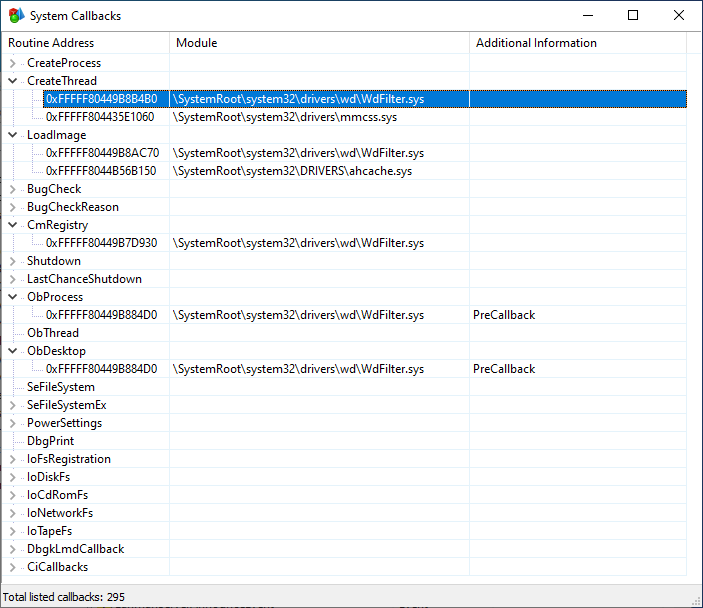 System Callbacks
Routine Address Module Additional Information
CreateProcess
CreateThread
0xFFFFF80449B8B4B0 \SystemRoot\system32\drivers\wd\WdFilter.sys
0xFFFFF804435E1060 \SystemRoot\system32\drivers\mmcss.sys
LoadImage
0xFFFFF80449B8AC70 \SystemRoot\system32\drivers\wd\WdFilter.sys
0xFFFFF8044B56B150 \SystemRoot\system32\DRIVERS\ahcache.sys
BugCheck
BugCheckReason
CmRegistry
0xFFFFF80449B7D930 \SystemRoot\system32\drivers\wd\WdFilter.sys
Shutdown
LastChanceShutdown
ObProcess
0xFFFFF80449B884D0 \SystemRoot\system32\drivers\wd\WdFilter.sys PreCallback
ObThread
ObDesktop
0xFFFFF80449B884D0 \SystemRoot\system32\drivers\wd\WdFilter.sys PreCallback
SeFileSystem
SeFileSystemEx
PowerSettings
DbgPrint
IoFsRegistration
IoDiskFs
IoCdRomFs
IoNetworkFs
IoTapeFs
DbgkLmdCallback
CiCallbacks
Total listed callbacks: 295